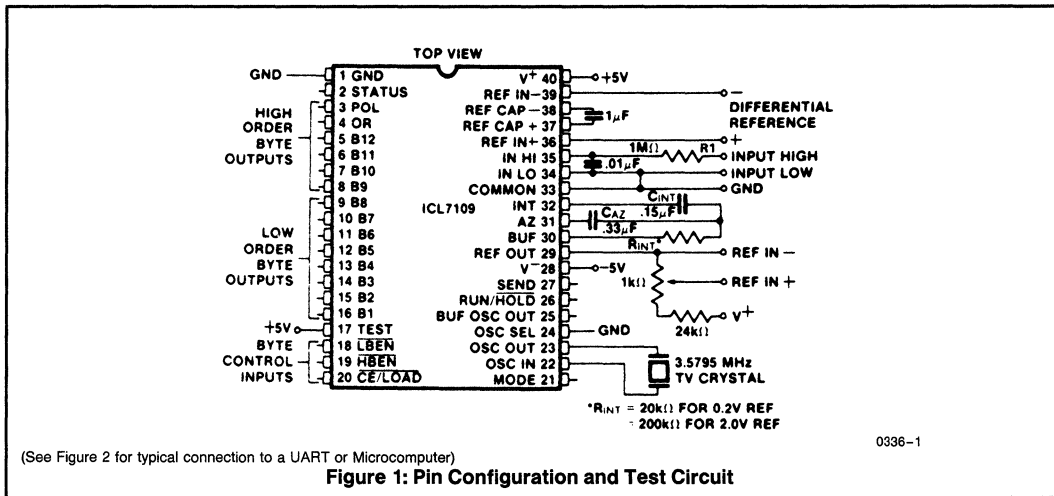 TOP VIEW
GND
1 GND
2 STATUS
3 POL
4 OR
5 B12
6 B11
7 B10
8 B9
9 B8
10 B7
11 B6
12 B5
13 B4
14 B3
15 B2
16 B1
17 TEST
18 LBEN
19 HBEN
20 CE/LOAD
HIGH
ORDER
BYTE
OUTPUTS
LOW
ORDER
BYTE
OUTPUTS
+5V
BYTE
CONTROL
INPUTS
ICL7109
V+ 40
REF IN- 39
REF CAP - 38
REF CAP + 37
REF IN+ 36
IN HI 35
IN LO 34
COMMON 33
INT 32
AZ 31
BUF 30
REF OUT 29
V- 28
SEND 27
RUN/HOLD 26
BUF OSC OUT 25
OSC SEL 24
OSC OUT 23
OSC IN 22
MODE 21
+5V
-
DIFFERENTIAL
REFERENCE
+
1µF
1MΩ
R1
INPUT HIGH
.01µF
INPUT LOW
GND
CINT
.15µF
CAZ
.33µF
RINT*
REF IN -
-5V
1kΩ
REF IN +
V+
24kΩ
GND
3.5795 MHz
TV CRYSTAL
*RINT = 20kΩ FOR 0.2V REF
= 200kΩ FOR 2.0V REF
0336-1
(See Figure 2 for typical connection to a UART or Microcomputer)
Figure 1: Pin Configuration and Test Circuit